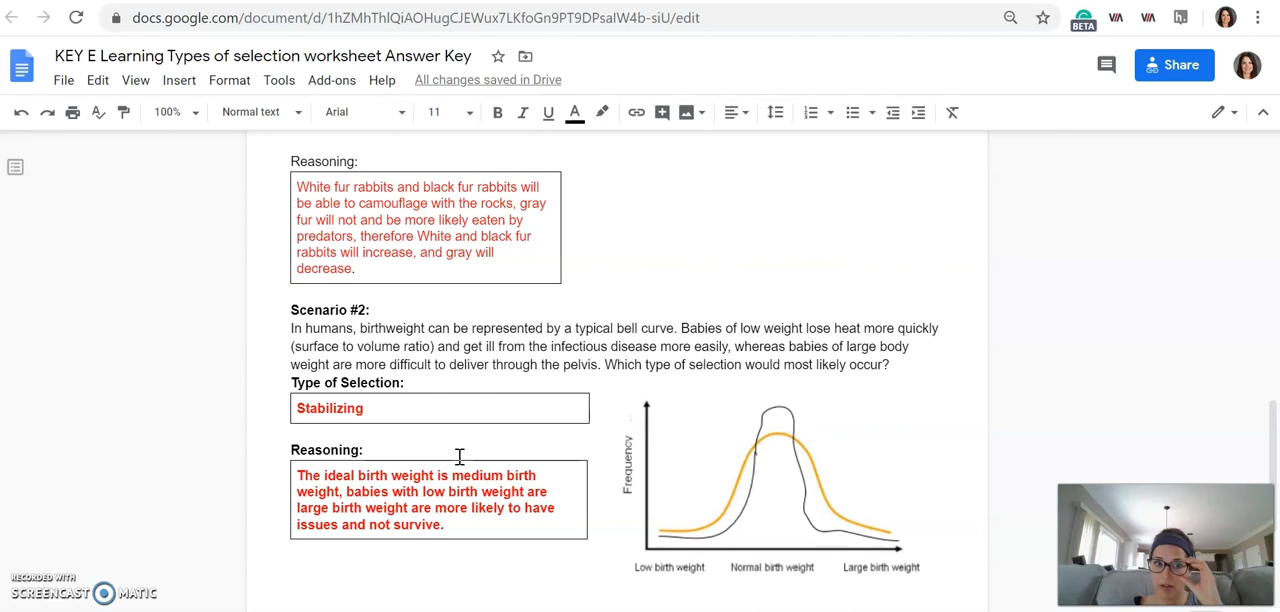 docs.google.com/document/d/1hZMhThlQiAOHugCJEWux7LKfoGn9PT9DPsaIW4b-siU/edit
BETA
KEY E Learning Types of selection worksheet Answer Key
File Edit View Insert Format Tools Add-ons Help All changes saved in Drive
Share
100% Normal text Arial 11 B I U A
Reasoning:
White fur rabbits and black fur rabbits will
be able to camouflage with the rocks, gray
fur will not and be more likely eaten by
predators, therefore White and black fur
rabbits will increase, and gray will
decrease.
Scenario #2:
In humans, birthweight can be represented by a typical bell curve. Babies of low weight lose heat more quickly
(surface to volume ratio) and get ill from the infectious disease more easily, whereas babies of large body
weight are more difficult to deliver through the pelvis. Which type of selection would most likely occur?
Type of Selection:
Stabilizing
Reasoning:
The ideal birth weight is medium birth
weight, babies with low birth weight are
large birth weight are more likely to have
issues and not survive.
Frequency
Low birth weight Normal birth weight Large birth weight
RECORDED WITH
SCREENCAST MATIC